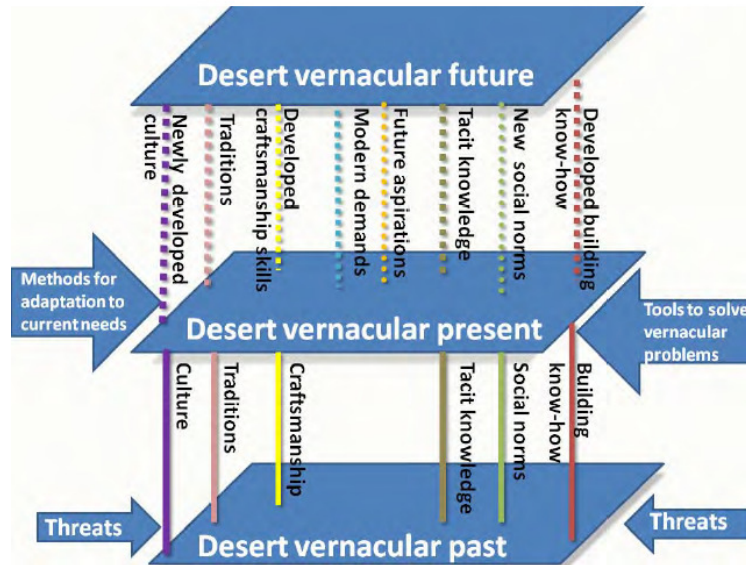 Desert vernacular future
Newly developed
culture
Traditions
Developed
craftsmanship skills
Modern demands
Future aspirations
Tacit knowledge
New social norms
Developed building
know-how
Methods for
adaptation to
current needs
Desert vernacular present
Tools to solve
vernacular
problems
Culture
Traditions
Craftsmanship
Tacit knowledge
Social norms
Building
know-how
Threats
Desert vernacular past
Threats